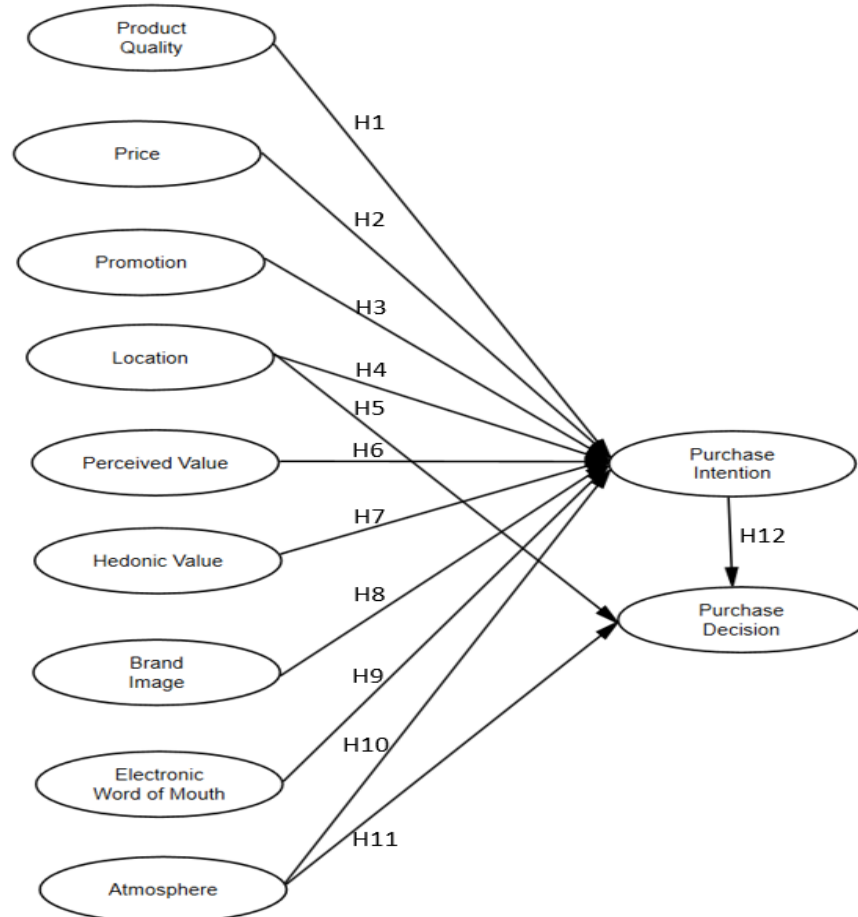 Product
Quality
H1
Price
H2
Promotion
H3
Location
H4
H5
Perceived Value
H6
Purchase
Intention
Hedonic Value
H7
H12
H8
Purchase
Decision
Brand
Image
H9
H10
Electronic
Word of Mouth
H11
Atmosphere